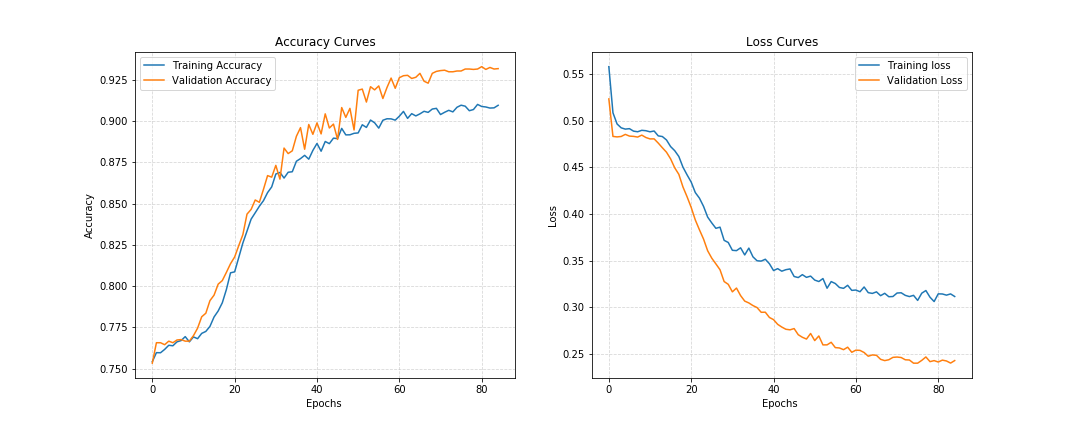 Accuracy Curves
Training Accuracy
Validation Accuracy
0.925
0.900
0.875
0.850
0.825
0.800
0.775
0.750
Accuracy
0 20 40 60 80
Epochs
Loss Curves
Training loss
Validation Loss
0.55
0.50
0.45
0.40
0.35
0.30
0.25
Loss
0 20 40 60 80
Epochs